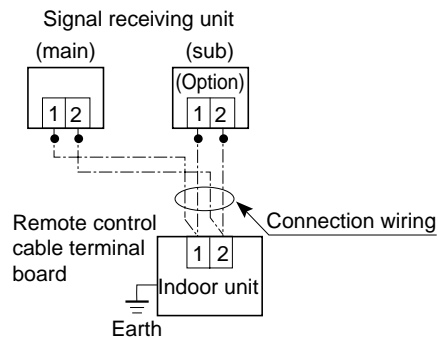 Signal receiving unit
(main)
(sub)
(Option)
1 2
1 2
Remote control
cable terminal
board
Connection wiring
1 2
Indoor unit
Earth